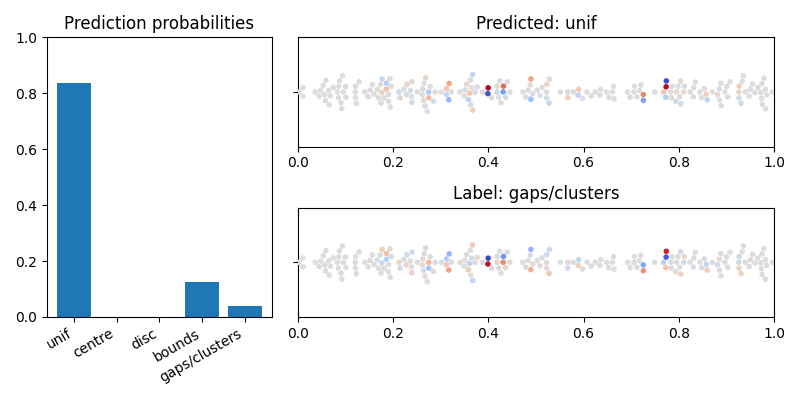 Prediction probabilities
1.0
0.8
0.6
0.4
0.2
0.0
unif
centre
disc
bounds
gaps/clusters
Predicted: unif
0.0 0.2 0.4 0.6 0.8 1.0
Label: gaps/clusters
0.0 0.2 0.4 0.6 0.8 1.0